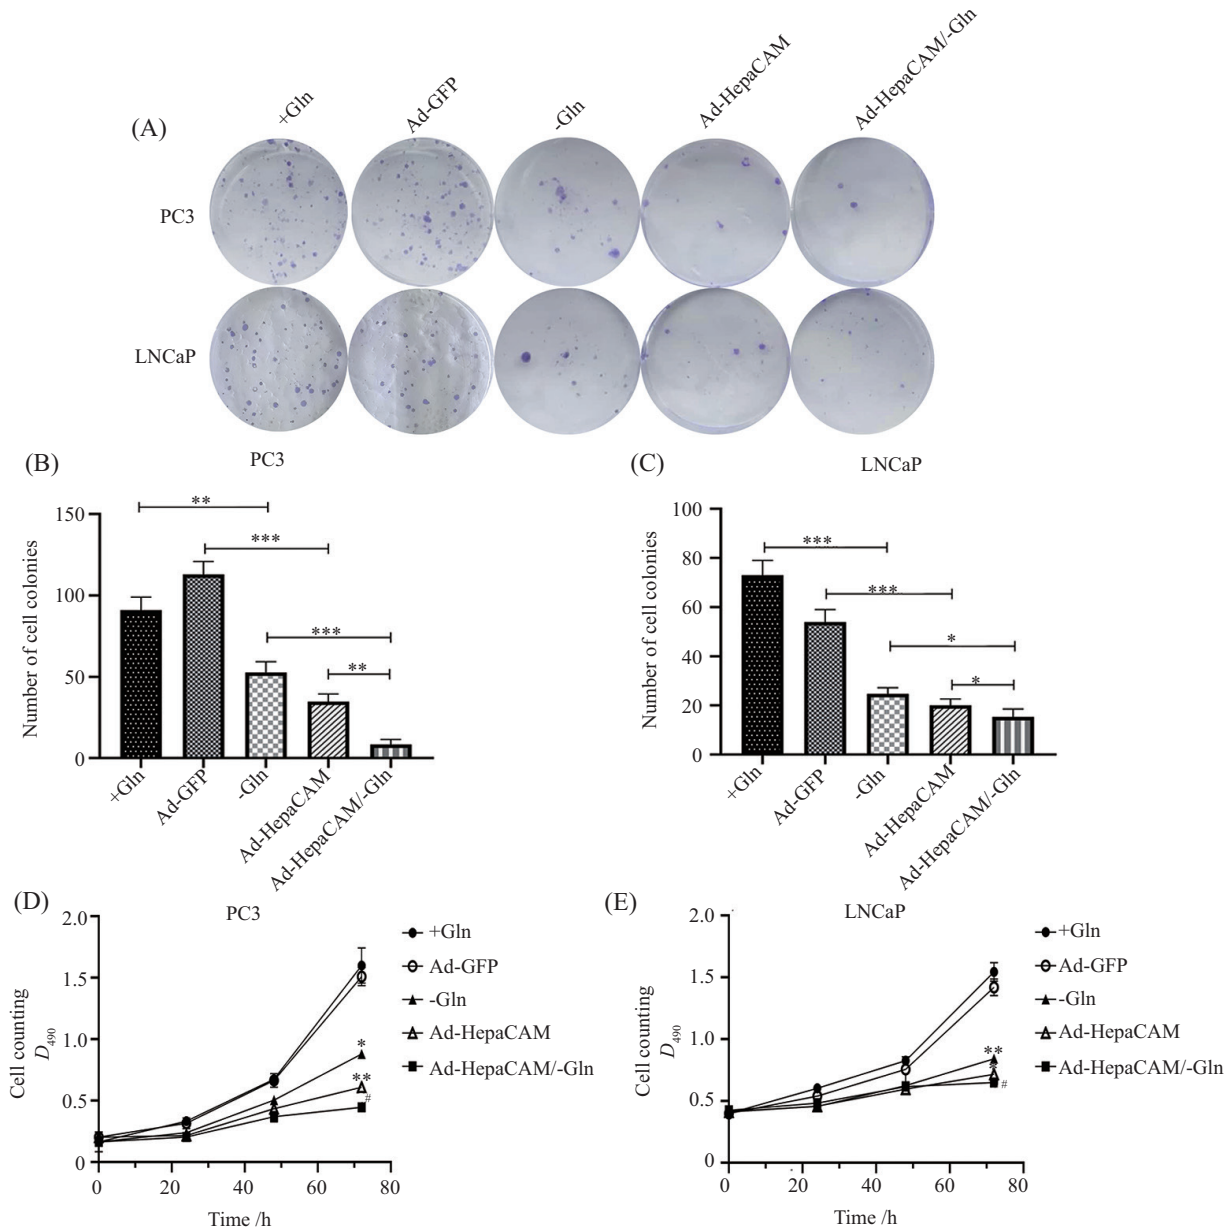 (A)
+Gln
Ad-GFP
-Gln
Ad-HepaCAM
Ad-HepaCAM/-Gln
PC3
LNCaP
(B)
PC3
Number of cell colonies
150
100
50
0
**
***
***
**
+Gln
Ad-GFP
-Gln
Ad-HepaCAM
Ad-HepaCAM/-Gln
(C)
LNCaP
Number of cell colonies
100
80
60
40
20
0
***
***
*
*
+Gln
Ad-GFP
-Gln
Ad-HepaCAM
Ad-HepaCAM/-Gln
(D)
PC3
Cell counting
D490
2.0
1.5
1.0
0.5
0
*
**
#
0
20
40
60
80
Time /h
+Gln
Ad-GFP
-Gln
Ad-HepaCAM
Ad-HepaCAM/-Gln
(E)
LNCaP
Cell counting
D490
2.0
1.5
1.0
0.5
0
**
*
#
0
20
40
60
80
Time /h
+Gln
Ad-GFP
-Gln
Ad-HepaCAM
Ad-HepaCAM/-Gln